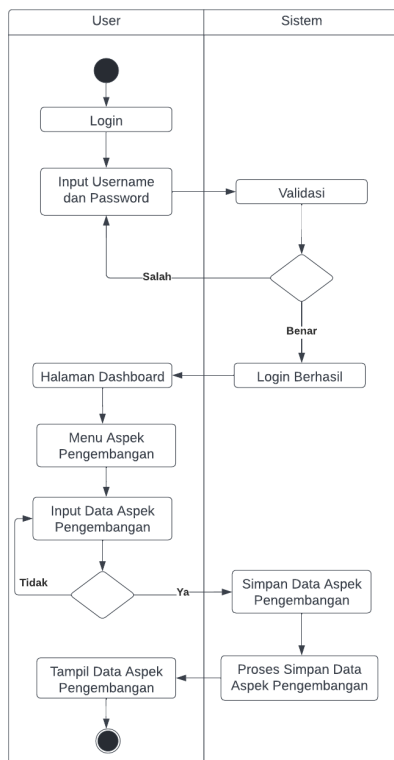 User
Sistem
Login
Input Username
dan Password
Validasi
Salah
Benar
Halaman Dashboard
Login Berhasil
Menu Aspek
Pengembangan
Input Data Aspek
Pengembangan
Tidak
Ya
Simpan Data Aspek
Pengembangan
Tampil Data Aspek
Pengembangan
Proses Simpan Data
Aspek Pengembangan